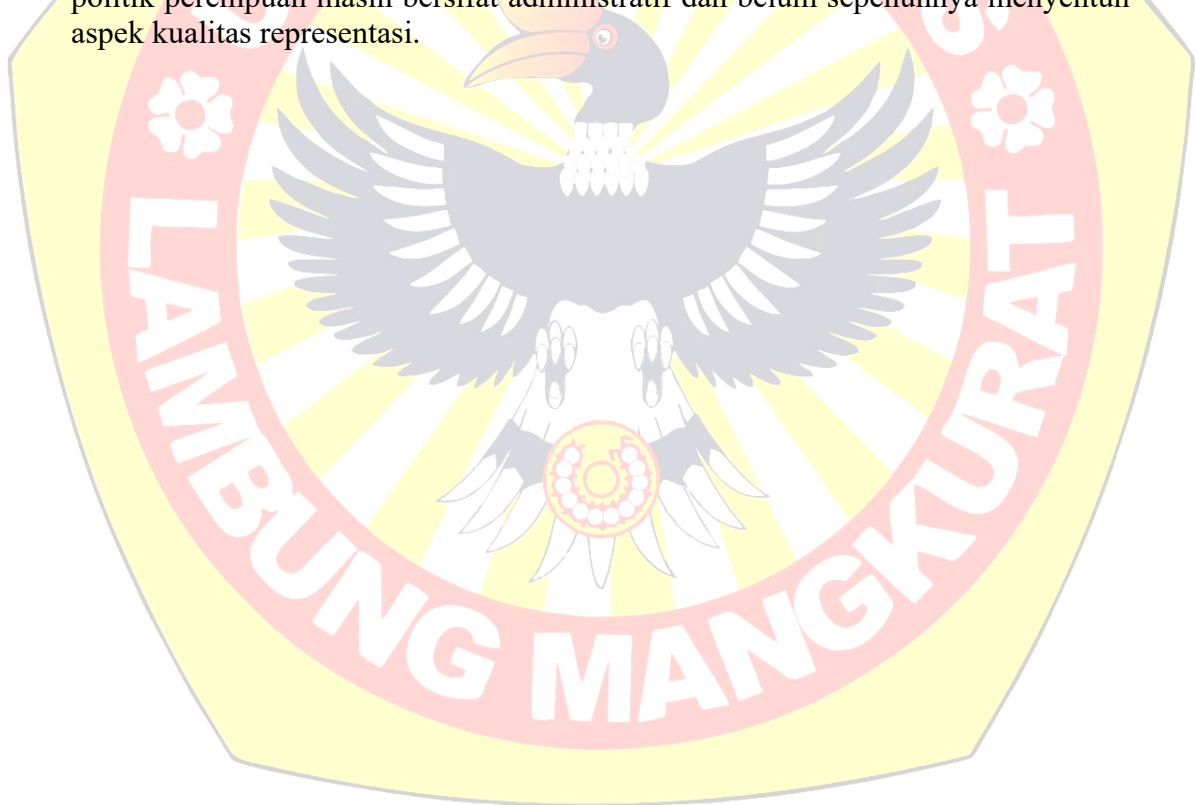 politik perempuan masih bersifat administratif dan belum sepenuhnya menyentuh
aspek kualitas representasi.
LAMBUNG MANGKURAT